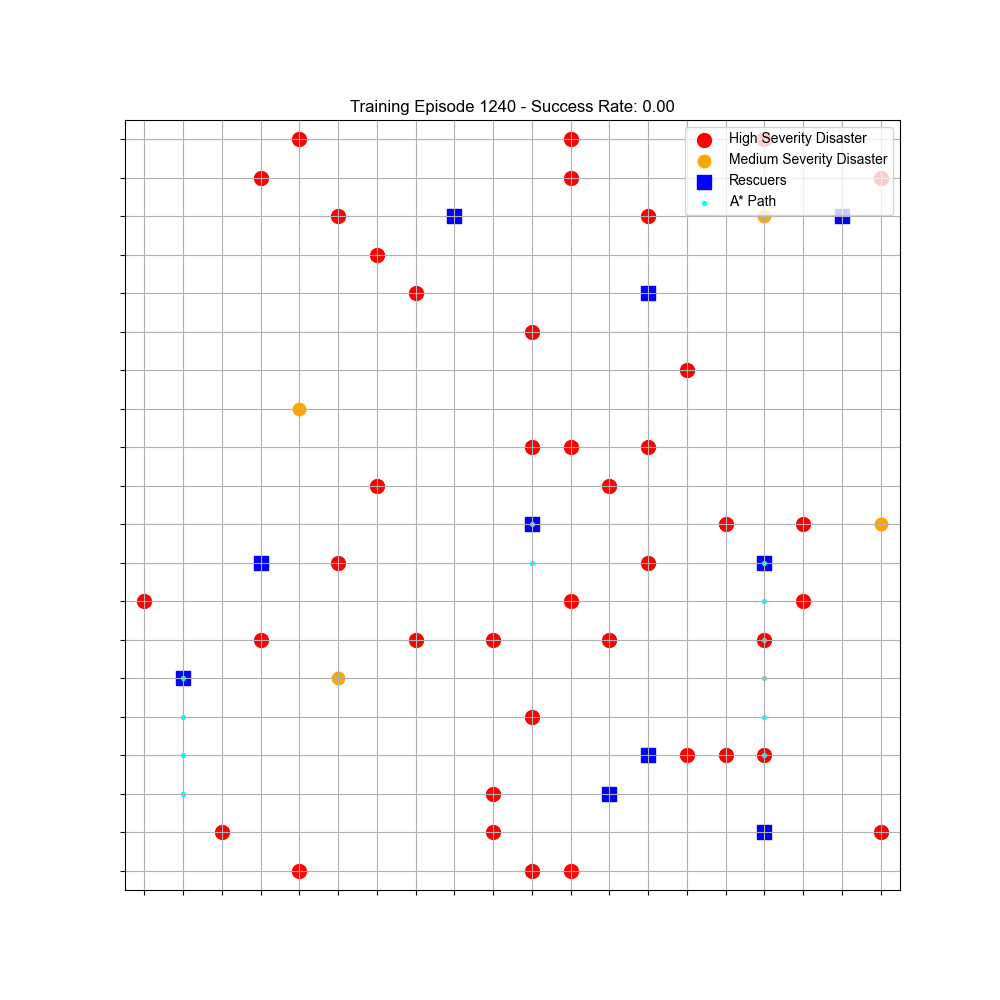 Training Episode 1240 - Success Rate: 0.00
High Severity Disaster
Medium Severity Disaster
Rescuers
A* Path